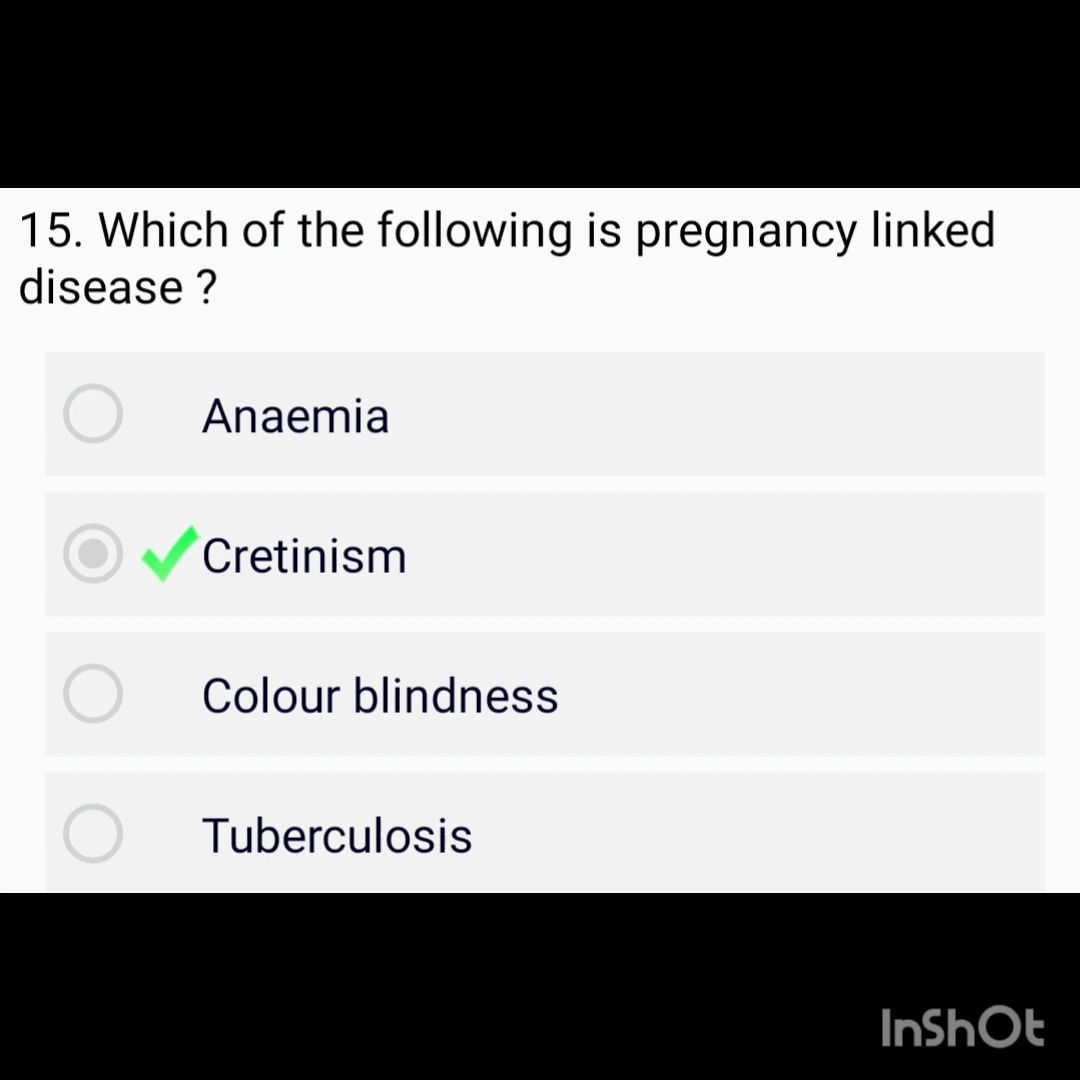 15. Which of the following is pregnancy linked
disease ?
Anaemia
Cretinism
Colour blindness
Tuberculosis
InShOt